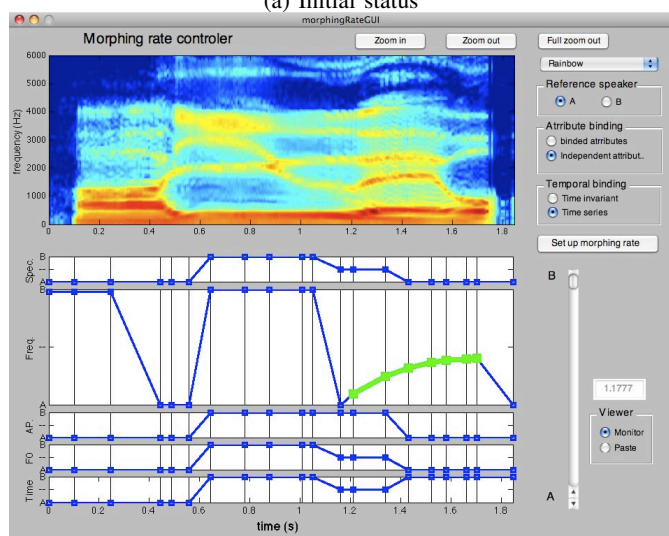 (a) Initial status
morphingRateGUI
Morphing rate controler
Zoom in
Zoom out
Full zoom out
Rainbow
Reference speaker
A
B
Attribute binding
binded atrributes
Independent attribut..
Temporal binding
Time invariant
Time series
Set up morphing rate
frequency (Hz)
6000
5000
4000
3000
2000
1000
0
0 0.2 0.4 0.6 0.8 1 1.2 1.4 1.6 1.8
Spec.
B
--
A
Freq.
B
--
A
AP.
B
--
A
F0
B
--
A
Time
B
--
A
0 0.2 0.4 0.6 0.8 1 1.2 1.4 1.6 1.8
time (s)
B
1.1777
Viewer
Monitor
Paste
A